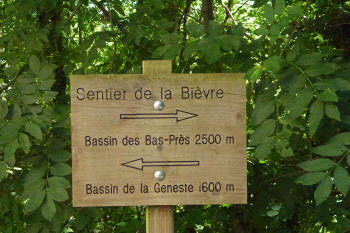 Sentier de la Bièvre
Bassin des Bas-Près 2500 m
Bassin de la Geneste 1600 m